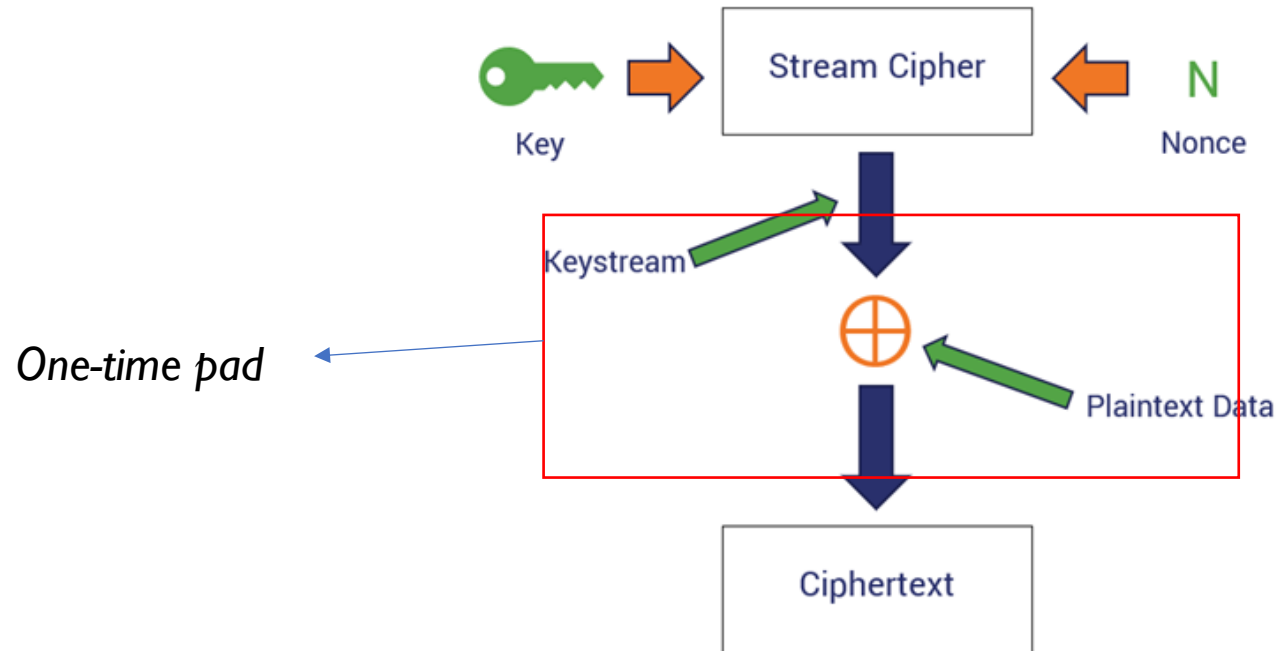 Stream Cipher
N
Key
Nonce
Keystream
One-time pad
Plaintext Data
Ciphertext